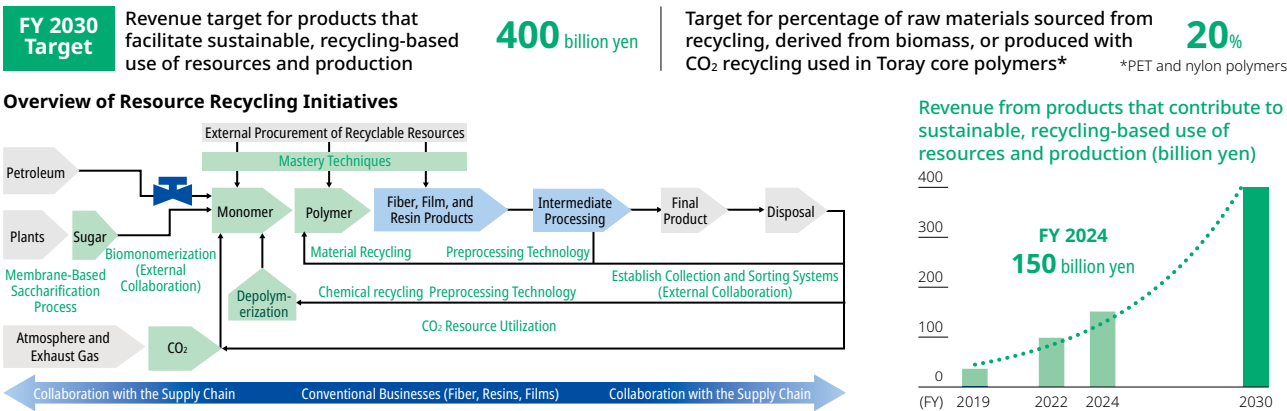 FY 2030
Target
Revenue target for products that
facilitate sustainable, recycling-based
use of resources and production
400 billion yen
Target for percentage of raw materials sourced from
recycling, derived from biomass, or produced with
CO₂ recycling used in Toray core polymers*
20%
*PET and nylon polymers
Overview of Resource Recycling Initiatives
External Procurement of Recyclable Resources
Mastery Techniques
Petroleum
Plants
Sugar
Monomer
Polymer
Fiber, Film, and
Resin Products
Intermediate
Processing
Final
Product
Disposal
Membrane-Based
Saccharification
Process
Biomonomerization
(External
Collaboration)
Material Recycling
Preprocessing Technology
Depolym-
erization
Chemical recycling
Preprocessing Technology
Establish Collection and Sorting Systems
(External Collaboration)
CO₂ Resource Utilization
Atmosphere and
Exhaust Gas
CO₂
Collaboration with the Supply Chain
Conventional Businesses (Fiber, Resins, Films)
Collaboration with the Supply Chain
Revenue from products that contribute to
sustainable, recycling-based use of
resources and production (billion yen)
400
300
200
100
0
FY 2024
150 billion yen
(FY) 2019 2022 2024 2030